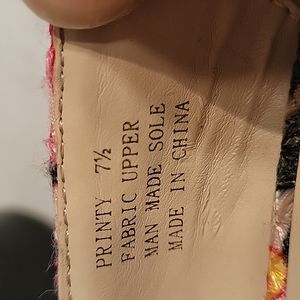 PRINTY 7½
FABRIC UPPER
MAN MADE SOLE
MADE IN CHINA